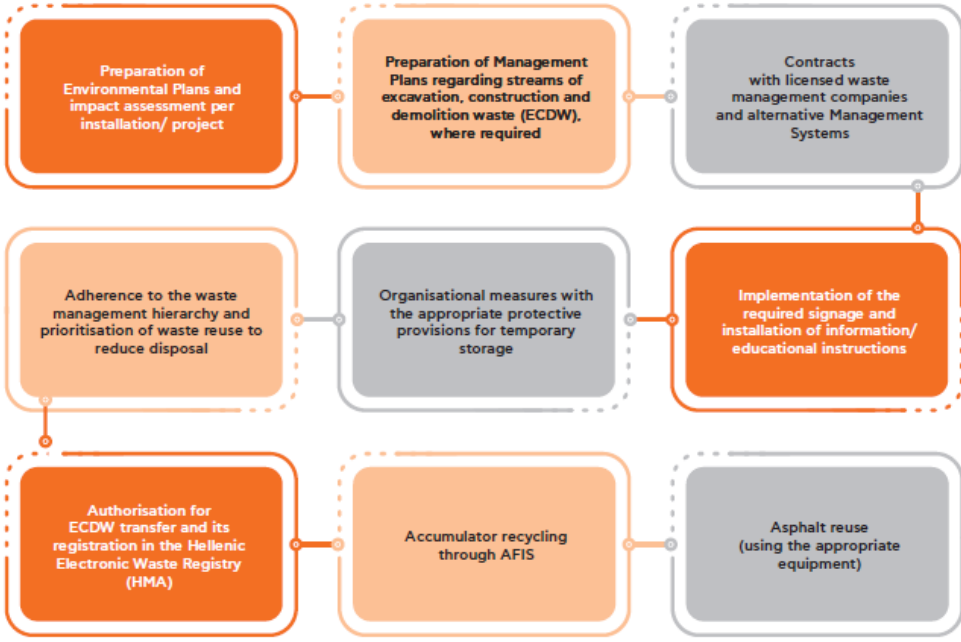 Preparation of
Environmental Plans and
impact assessment per
installation/ project
Preparation of Management
Plans regarding streams of
excavation, construction and
demolition waste (ECDW),
where required
Contracts
with licensed waste
management companies
and alternative Management
Systems
Adherence to the waste
management hierarchy and
prioritisation of waste reuse to
reduce disposal
Organisational measures with
the appropriate protective
provisions for temporary
storage
Implementation of the
required signage and
installation of information/
educational instructions
Authorisation for
ECDW transfer and its
registration in the Hellenic
Electronic Waste Registry
(HMA)
Accumulator recycling
through AFIS
Asphalt reuse
(using the appropriate
equipment)